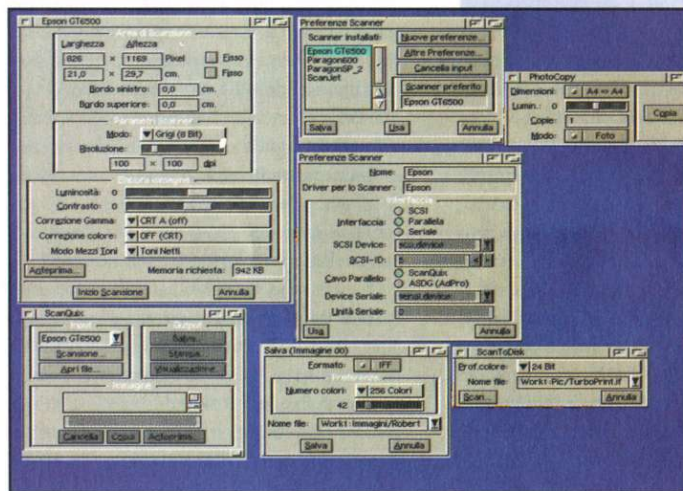 Epson GT6500
Area di Scansione
Larghezza Altezza
826 × 1169 Pixel Fisso
21,0 × 29,7 cm. Fisso
Bordo sinistro: 0,0 cm.
Bordo superiore: 0,0 cm.
Parametri Scanner
Modo: Grigi (8 Bit)
Risoluzione:
100 × 100 dpi
Luminosità: 0
Contrasto: 0
Correzione Gamma: CRT A (off)
Correzione colore: OFF (CRT)
Modo Mezzi Toni Toni Netti
Anteprima... Memoria richiesta: 942 KB
Inizio Scansione Annulla
Preferenze Scanner
Scanner installati:
Epson GT6500
Paragon600
ParagonSP_2
ScanJet
Nuove preferenze...
Altre Preferenze...
Cancella input
Scanner preferito
Epson GT6500
Salva Usa Annulla
PhotoCopy
Dimensioni: A4 => A4
Lumin.: 0
Copie: 1
Modo: Foto
Copia
Preferenze Scanner
Nome: Epson
Driver per lo Scanner: Epson
Interfaccia
Interfaccia: SCSI
Parallela
Seriale
SCSI Device: scsi.device
SCSI-ID:
Cavo Parallelo: ScanQuix
ASDG (AdPro)
Device Seriale: serial.device
Unità Seriale: 0
Usa Annulla
ScanQuix
Input
Epson GT6500
Scansione...
Apri file...
Output
Salva...
Stampa...
Visualizzazione...
Immagine
Cancella Copia Anteprima...
Salva (Immagine 00)
Formato: IFF
Preferenze
Numero colori: 256 Colori
42
Nome file: Work1:Immagini/Robert
Salva Annulla
ScanToDisk
Prof.colore: 24 Bit
Nome file: Work1:Pic/TurboPrint.If
Scan... Annulla